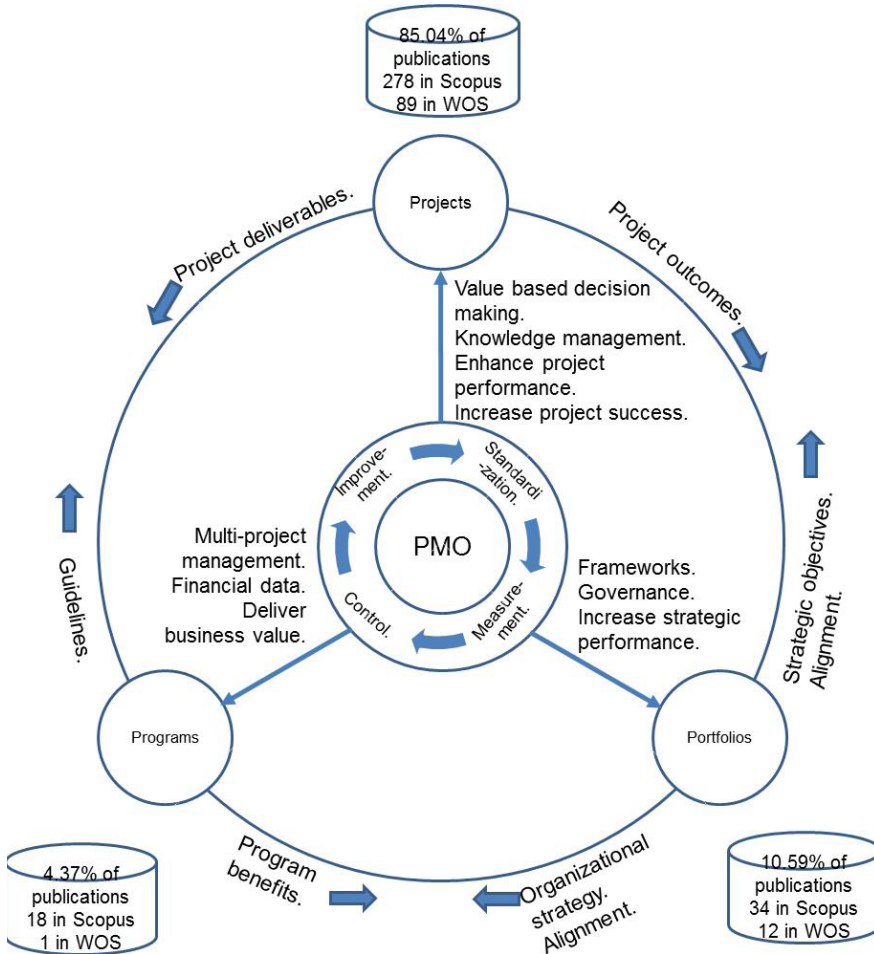 85.04% of
publications
278 in Scopus
89 in WOS
Projects
Project deliverables.
Project outcomes.
Value based decision
making.
Knowledge management.
Enhance project
performance.
Increase project success.
Improve-
ment.
Standardi
-zation.
PMO
Control.
Measure-
ment.
Multi-project
management.
Financial data.
Deliver
business value.
Frameworks.
Governance.
Increase strategic
performance.
Guidelines.
Strategic objectives.
Alignment.
Programs
Portfolios
Program
benefits.
Organizational
strategy.
Alignment.
4.37% of
publications
18 in Scopus
1 in WOS
10.59% of
publications
34 in Scopus
12 in WOS